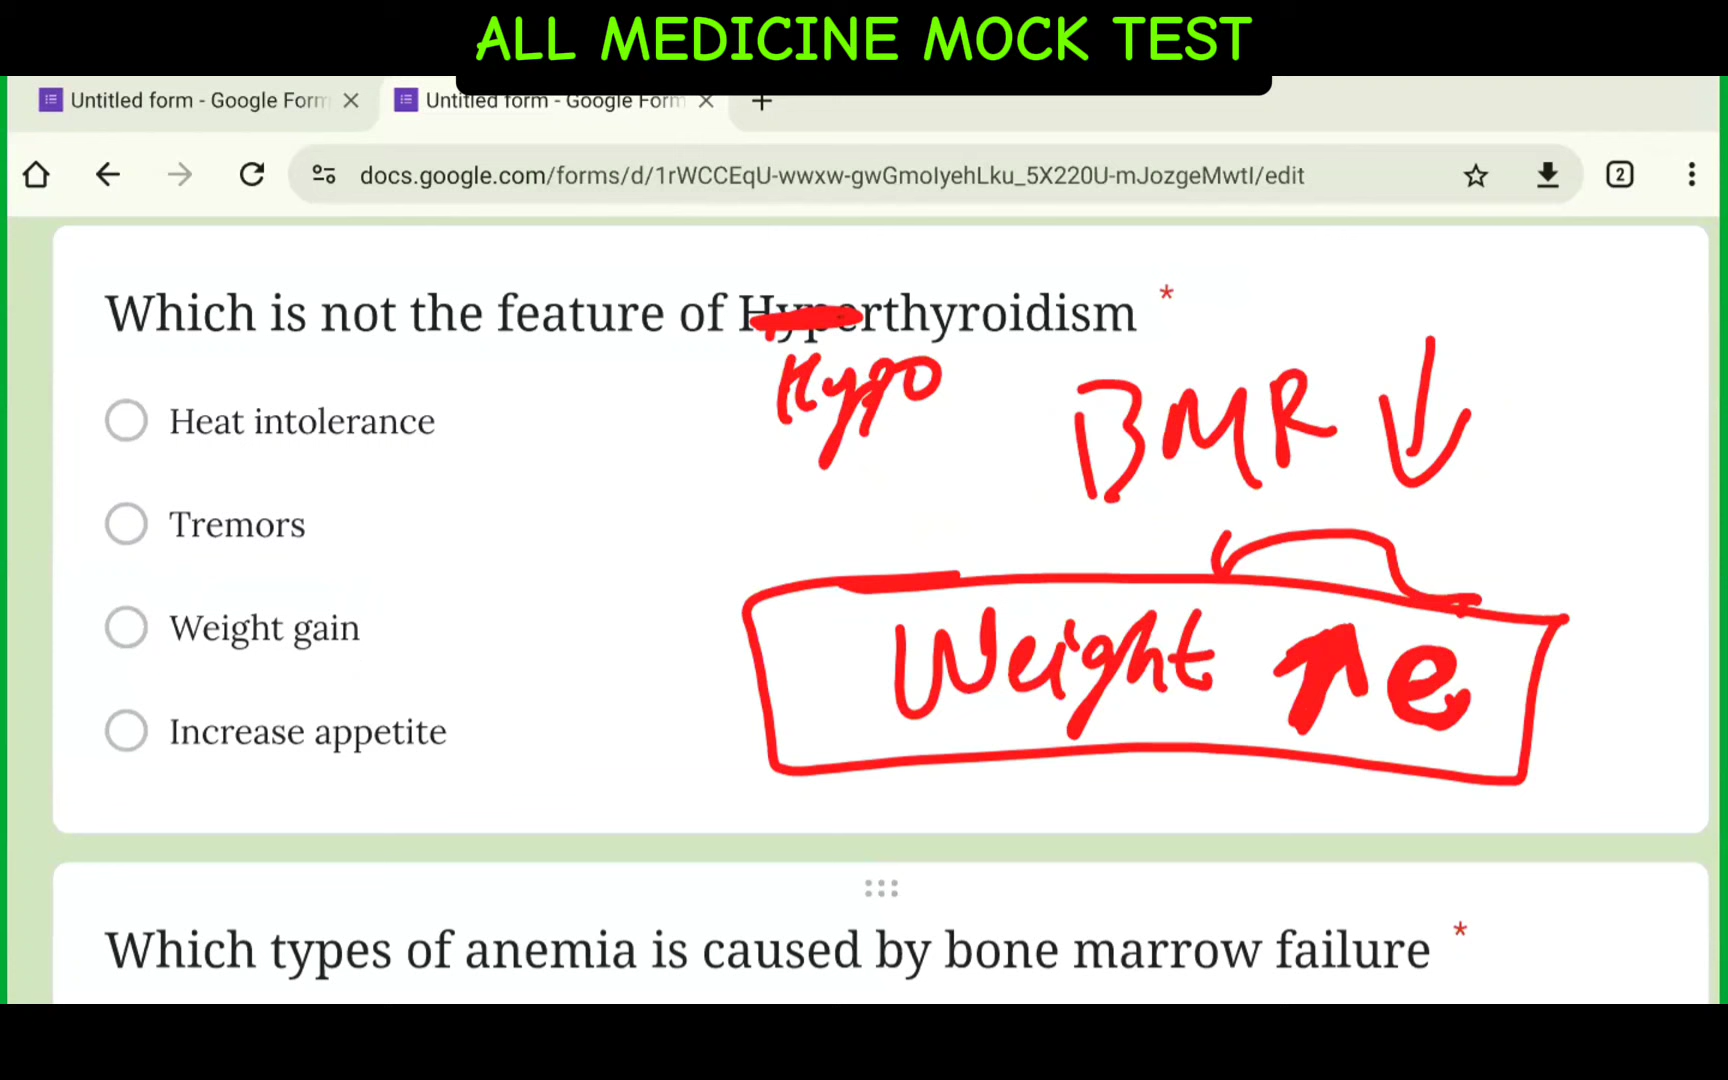 ALL MEDICINE MOCK TEST
Untitled form - Google Form
Untitled form - Google Form
docs.google.com/forms/d/1rWCCEqU-wwxw-gwGmoIyehLku_5X220U-mJozgeMwtI/edit
2
Which is not the feature of Hyperthyroidism *
Hypo
BMR ↓
Heat intolerance
Tremors
Weight gain
Weight ↑e
Increase appetite
Which types of anemia is caused by bone marrow failure *